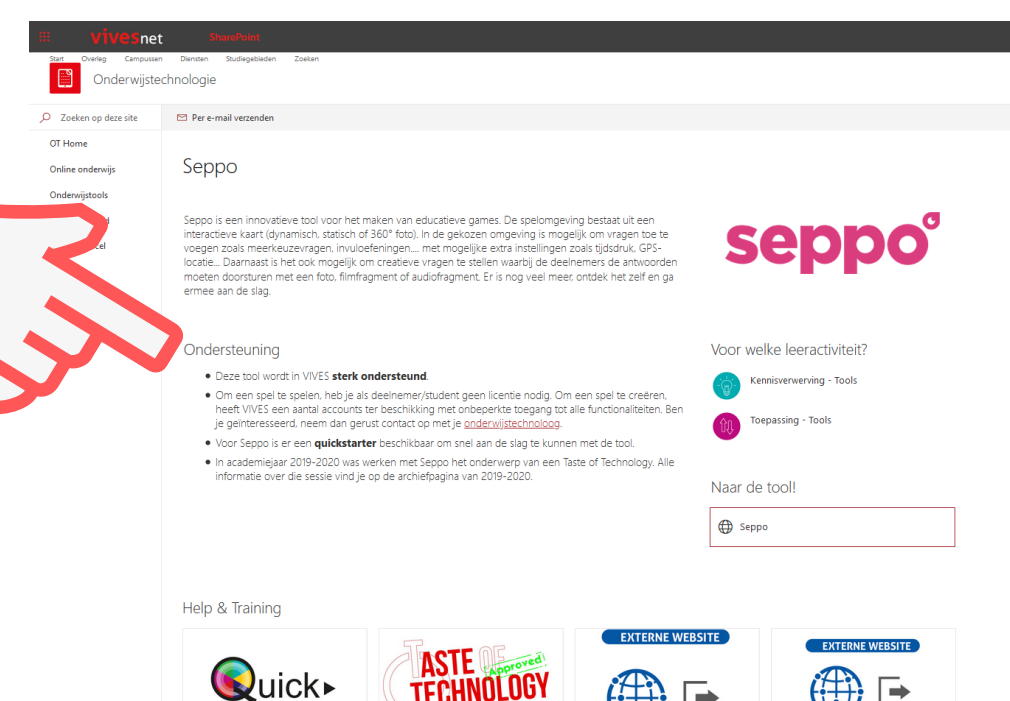 vivesnet SharePoint
Start Overleg Campussen Diensten Studiegebieden Zoeken
Onderwijstechnologie
Zoeken op deze site
Per e-mail verzenden
OT Home
Online onderwijs
Onderwijstools
Seppo
Seppo is een innovatieve tool voor het maken van educatieve games. De spelomgeving bestaat uit een
interactieve kaart (dynamisch, statisch of 360° foto). In de gekozen omgeving is mogelijk om vragen toe te
voegen zoals meerkeuzevragen, invuloefeningen.... met mogelijke extra instellingen zoals tijdsdruk, GPS-
locatie... Daarnaast is het ook mogelijk om creatieve vragen te stellen waarbij de deelnemers de antwoorden
moeten doorsturen met een foto, filmfragment of audiofragment. Er is nog veel meer, ontdek het zelf en ga
ermee aan de slag.
seppo
Ondersteuning
• Deze tool wordt in VIVES sterk ondersteund.
• Om een spel te spelen, heb je als deelnemer/student geen licentie nodig. Om een spel te creëren,
heeft VIVES een aantal accounts ter beschikking met onbeperkte toegang tot alle functionaliteiten. Ben
je geïnteresseerd, neem dan gerust contact op met je onderwijstechnoloog.
• Voor Seppo is er een quickstarter beschikbaar om snel aan de slag te kunnen met de tool.
• In academiejaar 2019-2020 was werken met Seppo het onderwerp van een Taste of Technology. Alle
informatie over die sessie vind je op de archiefpagina van 2019-2020.
Voor welke leeractiviteit?
Kennisverwerving - Tools
Toepassing - Tools
Naar de tool!
Seppo
Help & Training
Quick
TASTE OF
Approved
TECHNOLOGY
EXTERNE WEBSITE
EXTERNE WEBSITE